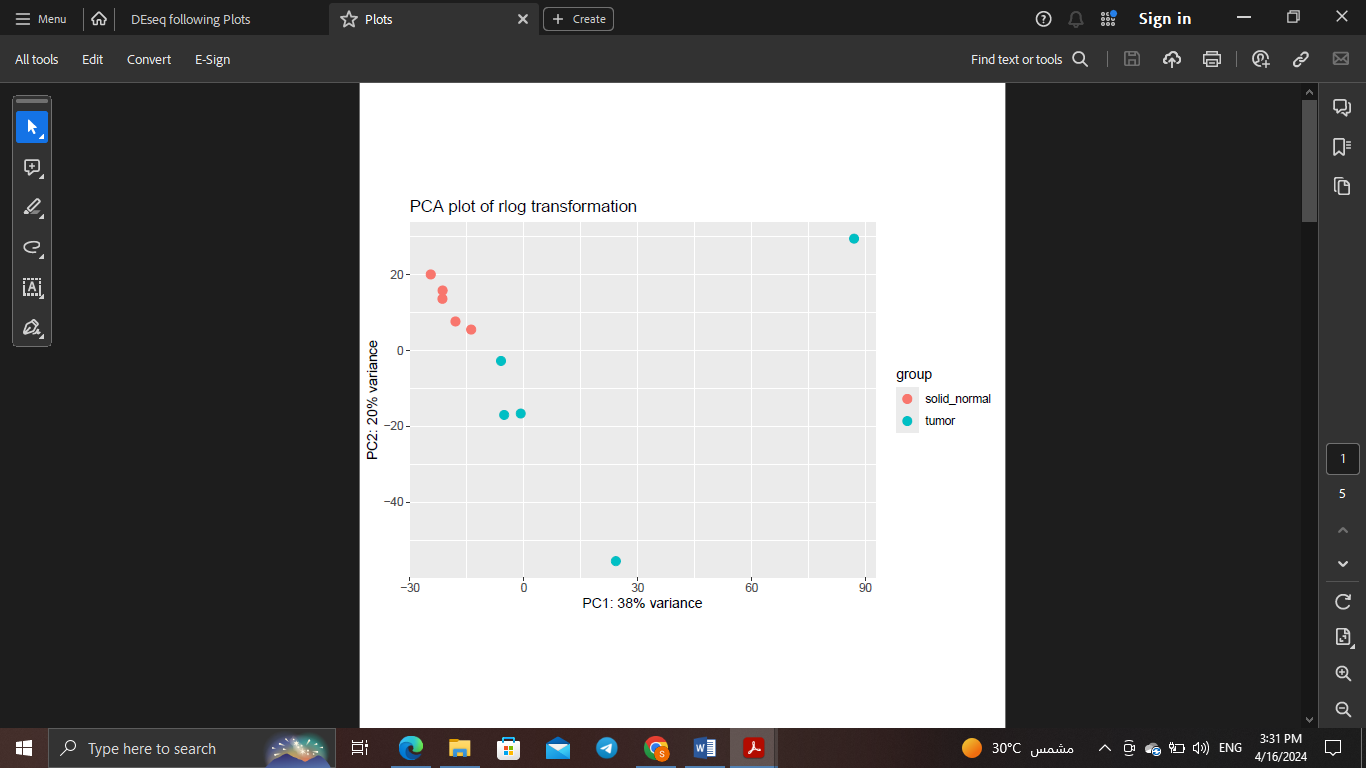 Menu
DEseq following Plots
Plots
Create
Sign in
All tools
Edit
Convert
E-Sign
Find text or tools
PCA plot of rlog transformation
20
0
−20
−40
PC2: 20% variance
−30
0
30
60
90
PC1: 38% variance
group
solid_normal
tumor
1
5
Type here to search
30°C مشمس
ENG
3:31 PM
4/16/2024